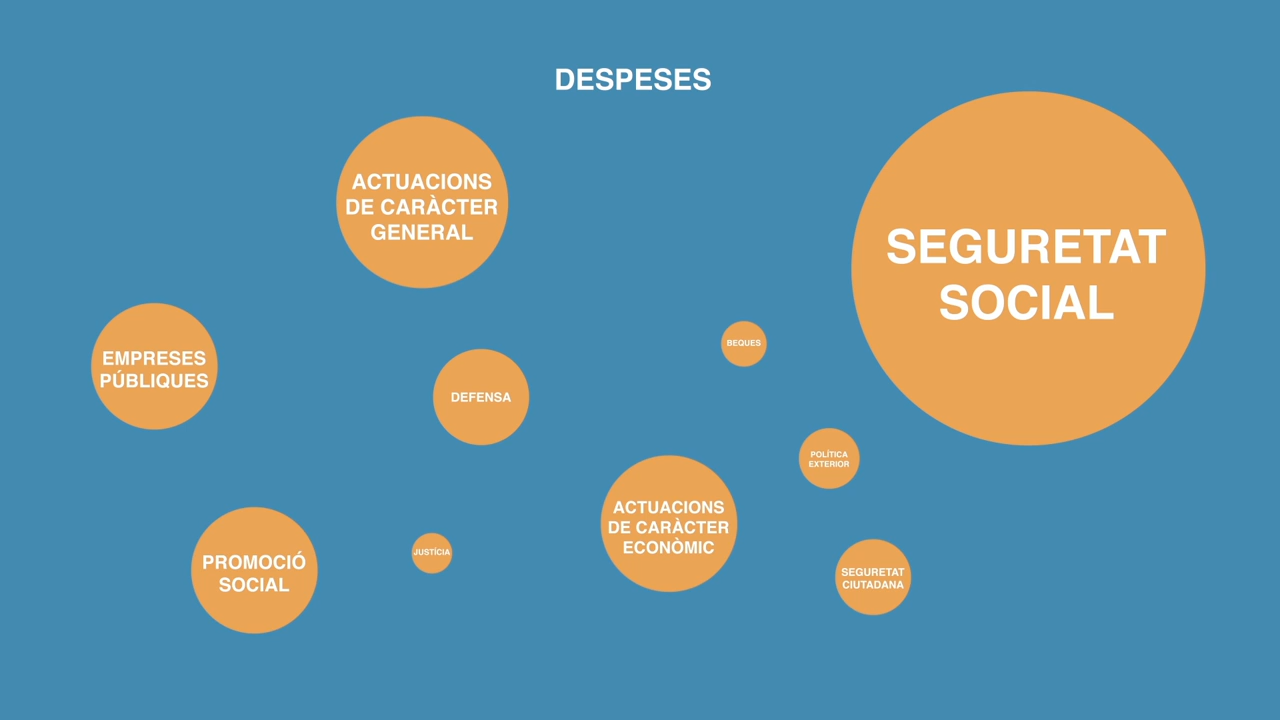 DESPESES
ACTUACIONS
DE CARÀCTER
GENERAL
SEGURETAT
SOCIAL
EMPRESES
PÚBLIQUES
DEFENSA
BEQUES
POLÍTICA
EXTERIOR
ACTUACIONS
DE CARÀCTER
ECONÒMIC
PROMOCIÓ
SOCIAL
JUSTÍCIA
SEGURETAT
CIUTADANA